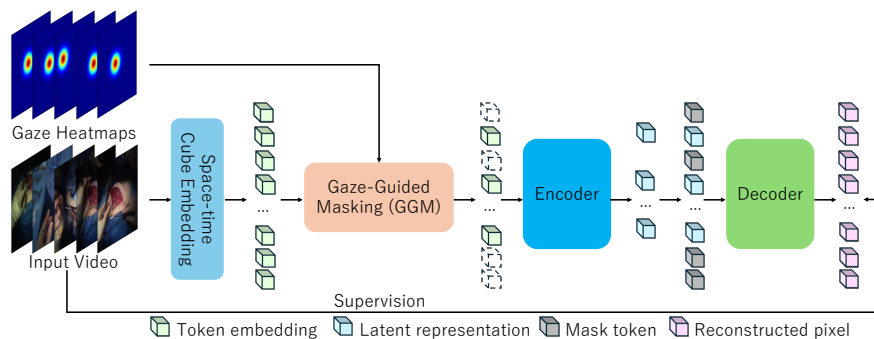 Gaze Heatmaps
Space-time
Cube Embedding
Gaze-Guided
Masking (GGM)
Encoder
Decoder
...
...
...
...
...
Input Video
Supervision
Token embedding
Latent representation
Mask token
Reconstructed pixel